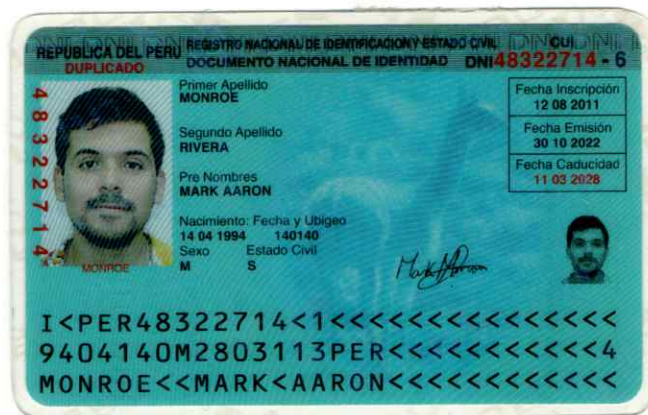 REPUBLICA DEL PERU REGISTRO NACIONAL DE IDENTIFICACION Y ESTADO CIVIL CUI
DUPLICADO DOCUMENTO NACIONAL DE IDENTIDAD DNI 48322714 - 6
48322714
Primer Apellido
MONROE
Segundo Apellido
RIVERA
Pre Nombres
MARK AARON
Nacimiento: Fecha y Ubigeo
14 04 1994 140140
Sexo Estado Civil
M S
Fecha Inscripción
12 08 2011
Fecha Emisión
30 10 2022
Fecha Caducidad
11 03 2028
MONROE
I<PER48322714<1<<<<<<<<<<<<<<<
9404140M2803113PER<<<<<<<<<<<4
MONROE<<MARK<AARON<<<<<<<<<<<<